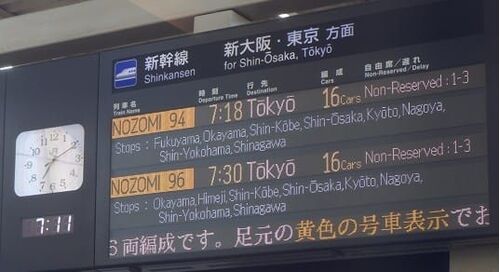 新幹線 新大阪・東京 方面
Shinkansen for Shin-Ōsaka, Tōkyō
列車名 時刻 行先 編成 自由席/遅れ
Train Name Departure Time Destination Cars Non-Reserved/Delay
NOZOMI 94 7:18 Tōkyō 16Cars Non-Reserved:1-3
Stops : Fukuyama,Okayama,Shin-Kōbe,Shin-Ōsaka,Kyōto,Nagoya,
Shin-Yokohama,Shinagawa
NOZOMI 96 7:30 Tōkyō 16Cars Non-Reserved:1-3
Stops : Okayama,Himeji,Shin-Kōbe,Shin-Ōsaka,Kyōto,Nagoya,
Shin-Yokohama,Shinagawa
6両編成です。足元の黄色の号車表示でお
7:11